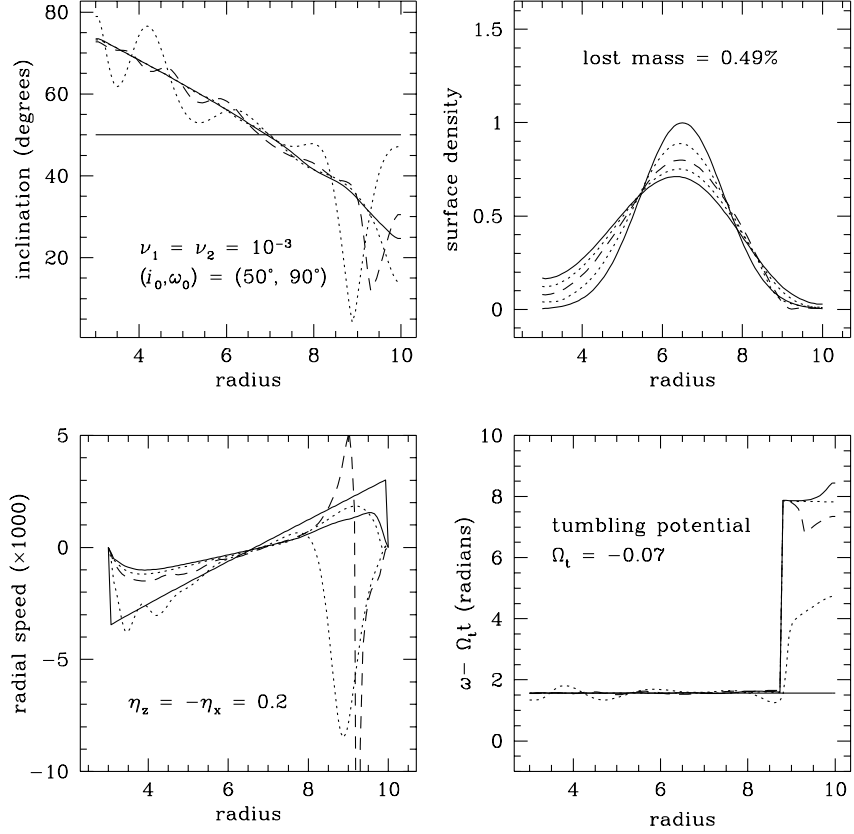 80
60
40
20
inclination (degrees)
ν₁ = ν₂ = 10⁻³
(i₀,ω₀) = (50°, 90°)
4
6
8
10
radius
1.5
1
0.5
0
surface density
lost mass = 0.49%
4
6
8
10
radius
5
0
−5
−10
radial speed (×1000)
η_z = −η_x = 0.2
4
6
8
10
radius
10
8
6
4
2
0
ω− Ω_t t (radians)
tumbling potential
Ω_t = −0.07
4
6
8
10
radius